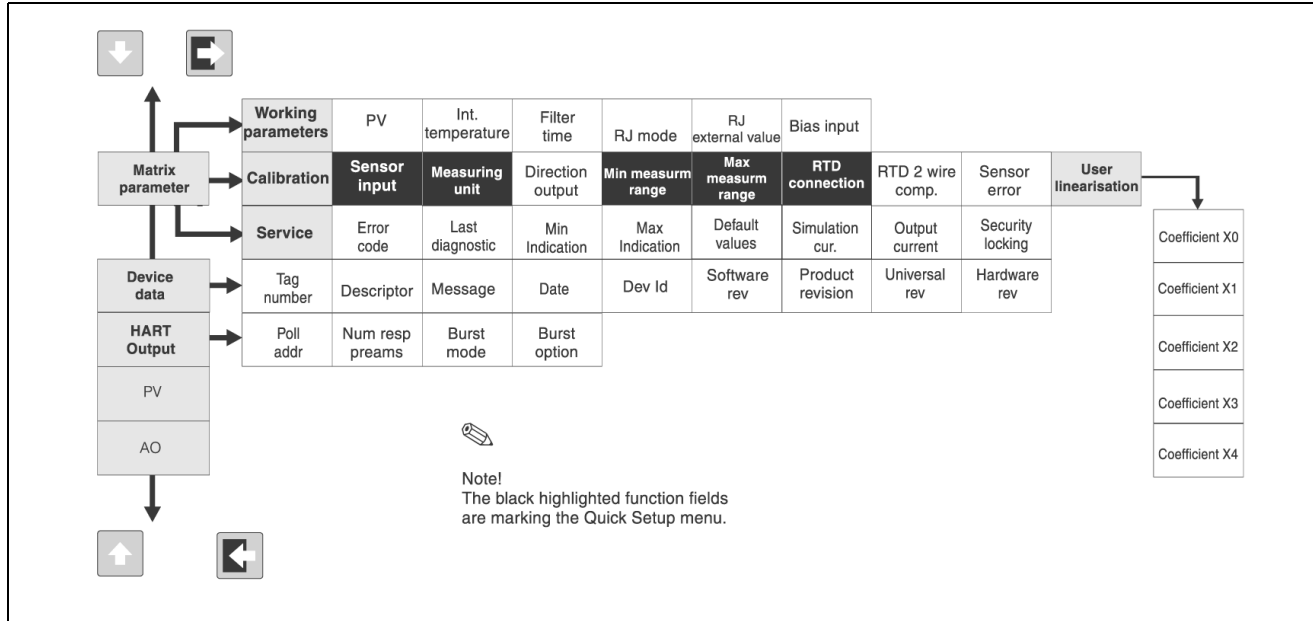 Working
parameters
PV
Int.
temperature
Filter
time
RJ mode
RJ
external value
Bias input
Matrix
parameter
Calibration
Sensor
input
Measuring
unit
Direction
output
Min measurm
range
Max
measurm
range
RTD
connection
RTD 2 wire
comp.
Sensor
error
User
linearisation
Service
Error
code
Last
diagnostic
Min
Indication
Max
Indication
Default
values
Simulation
cur.
Output
current
Security
locking
Coefficient X0
Device
data
Tag
number
Descriptor
Message
Date
Dev Id
Software
rev
Product
revision
Universal
rev
Hardware
rev
Coefficient X1
HART
Output
Poll
addr
Num resp
preams
Burst
mode
Burst
option
Coefficient X2
PV
Coefficient X3
AO
Coefficient X4
Note!
The black highlighted function fields
are marking the Quick Setup menu.